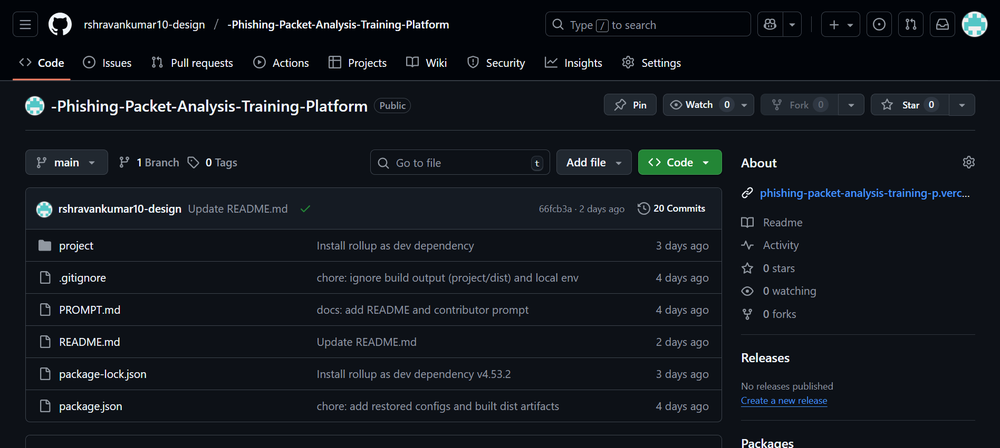 rshravankumar10-design / -Phishing-Packet-Analysis-Training-Platform
Type / to search
Code Issues Pull requests Actions Projects Wiki Security Insights Settings
-Phishing-Packet-Analysis-Training-Platform Public
Pin Watch 0 Fork 0 Star 0
main 1 Branch 0 Tags Go to file t Add file Code
rshravankumar10-design Update README.md 66fcb3a · 2 days ago 20 Commits
project Install rollup as dev dependency 3 days ago
.gitignore chore: ignore build output (project/dist) and local env 4 days ago
PROMPT.md docs: add README and contributor prompt 4 days ago
README.md Update README.md 2 days ago
package-lock.json Install rollup as dev dependency v4.53.2 3 days ago
package.json chore: add restored configs and built dist artifacts 4 days ago
About
phishing-packet-analysis-training-p.verc...
Readme
Activity
0 stars
0 watching
0 forks
Releases
No releases published
Create a new release
Packages